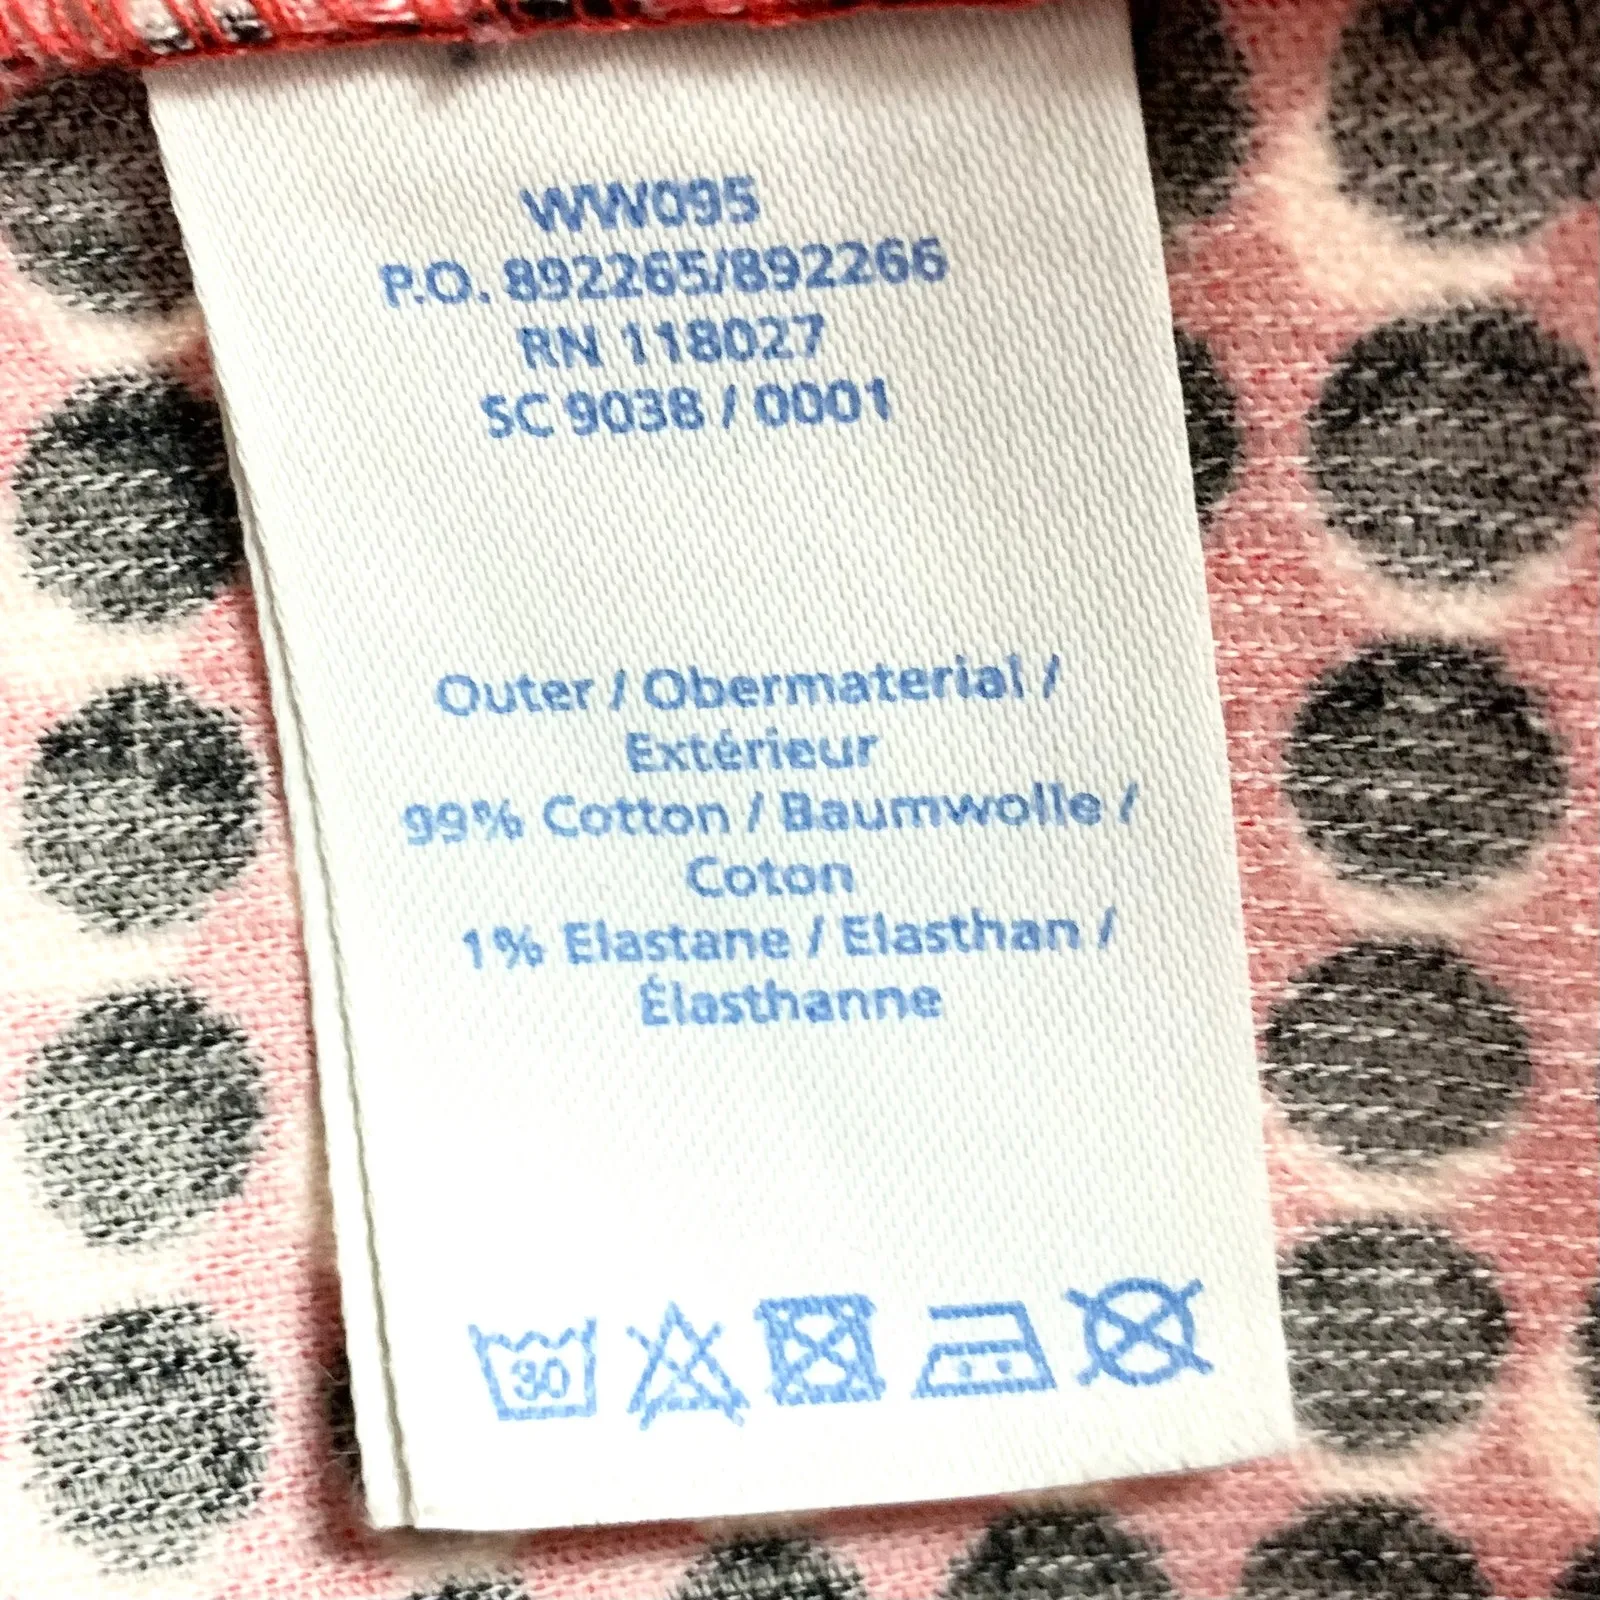 WW095
P.O. 892265/892266
RN 118027
SC 9038 / 0001
Outer / Obermaterial /
Extérieur
99% Cotton / Baumwolle /
Coton
1% Elastane / Elasthan /
Élasthanne
30